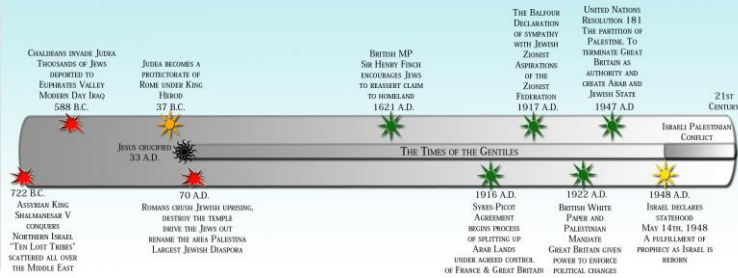 Chaldeans invade Judea
Thousands of Jews
deported to
Euphrates Valley
Modern Day Iraq
588 B.C.
Judea becomes a
protectorate of
Rome under King
Herod
37 B.C.
British MP
Sir Henry Finch
encourages Jews
to reassert claim
to homeland
1621 A.D.
The Balfour
Declaration
of sympathy
with Jewish
Zionist
Aspirations
of the
Zionist
Federation
1917 A.D.
United Nations
Resolution 181
The partition of
Palestine. To
terminate Great
Britain as
authority and
create Arab and
Jewish State
1947 A.D
21st
Century
Jesus crucified
33 A.D.
The Times of the Gentiles
Israeli Palestinian
Conflict
722 B.C.
Assyrian King
Shalmanesar V
conquers
Northern Israel
"Ten Lost Tribes"
scattered all over
the Middle East
70 A.D.
Romans crush Jewish uprising,
destroy the temple
drive the Jews out
rename the area Palestina
Largest Jewish Diaspora
1916 A.D.
Sykes-Picot
Agreement
begins process
of splitting up
Arab Lands
under agreed control
of France & Great Britain
1922 A.D.
British White
Paper and
Palestinian
Mandate
Great Britain given
power to enforce
political changes
1948 A.D.
Israel declares
statehood
May 14th, 1948
A fulfillment of
prophecy as Israel is
reborn